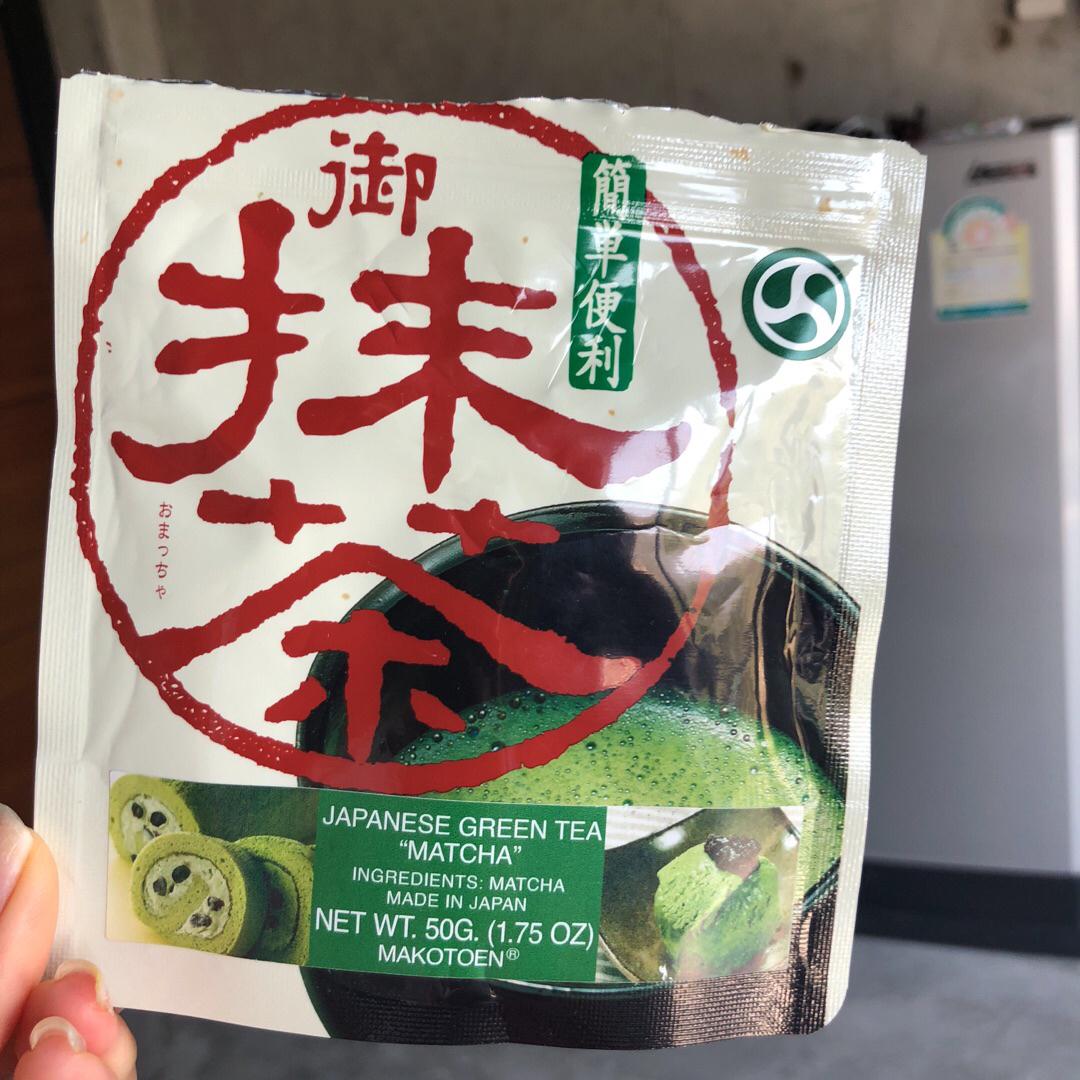 御
抹
茶
簡単便利
おまっちゃ
JAPANESE GREEN TEA
“MATCHA”
INGREDIENTS: MATCHA
MADE IN JAPAN
NET WT. 50G. (1.75 OZ)
MAKOTOEN®